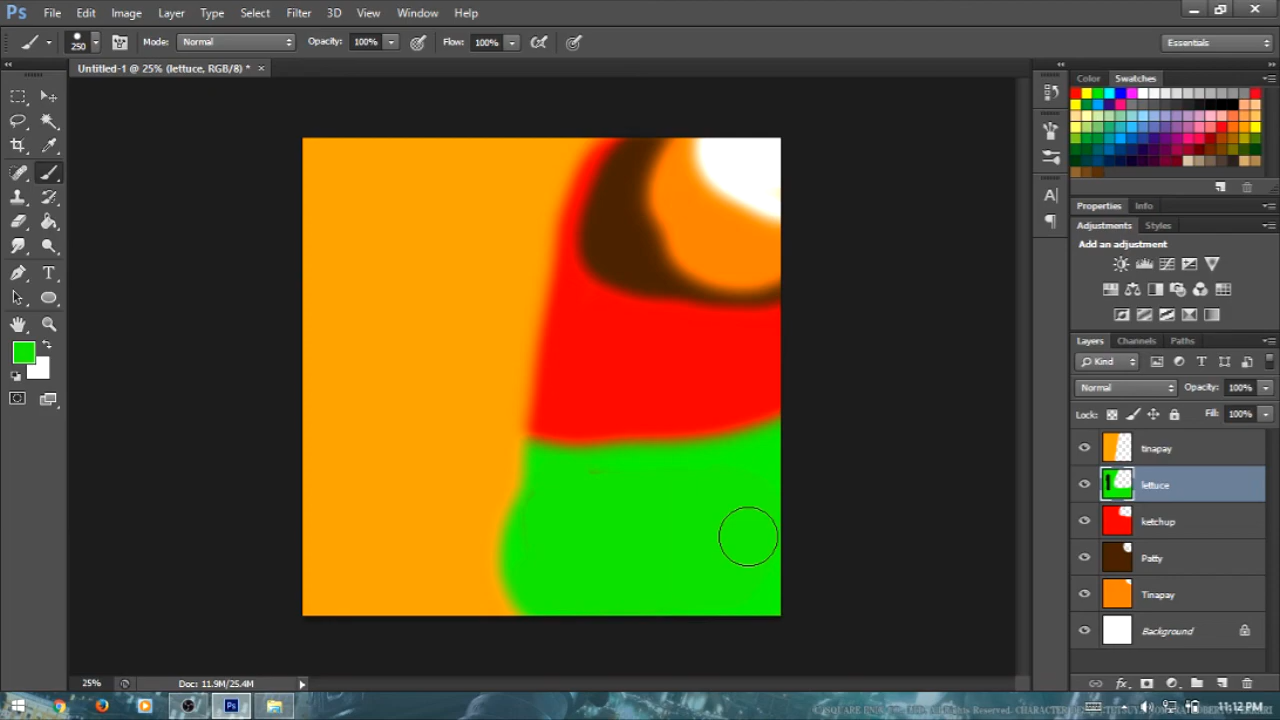 Ps File Edit Image Layer Type Select Filter 3D View Window Help
250 Mode: Normal Opacity: 100% Flow: 100% Essentials
Untitled-1 @ 25% (lettuce, RGB/8) * ×
Color Swatches
Properties Info
Adjustments Styles
Add an adjustment
Layers Channels Paths
Kind
Normal Opacity: 100%
Lock: Fill: 100%
tinapay
lettuce
ketchup
Patty
Tinapay
Background
25% Doc: 11.9M/25.4M
fx
Ps 11:12 PM